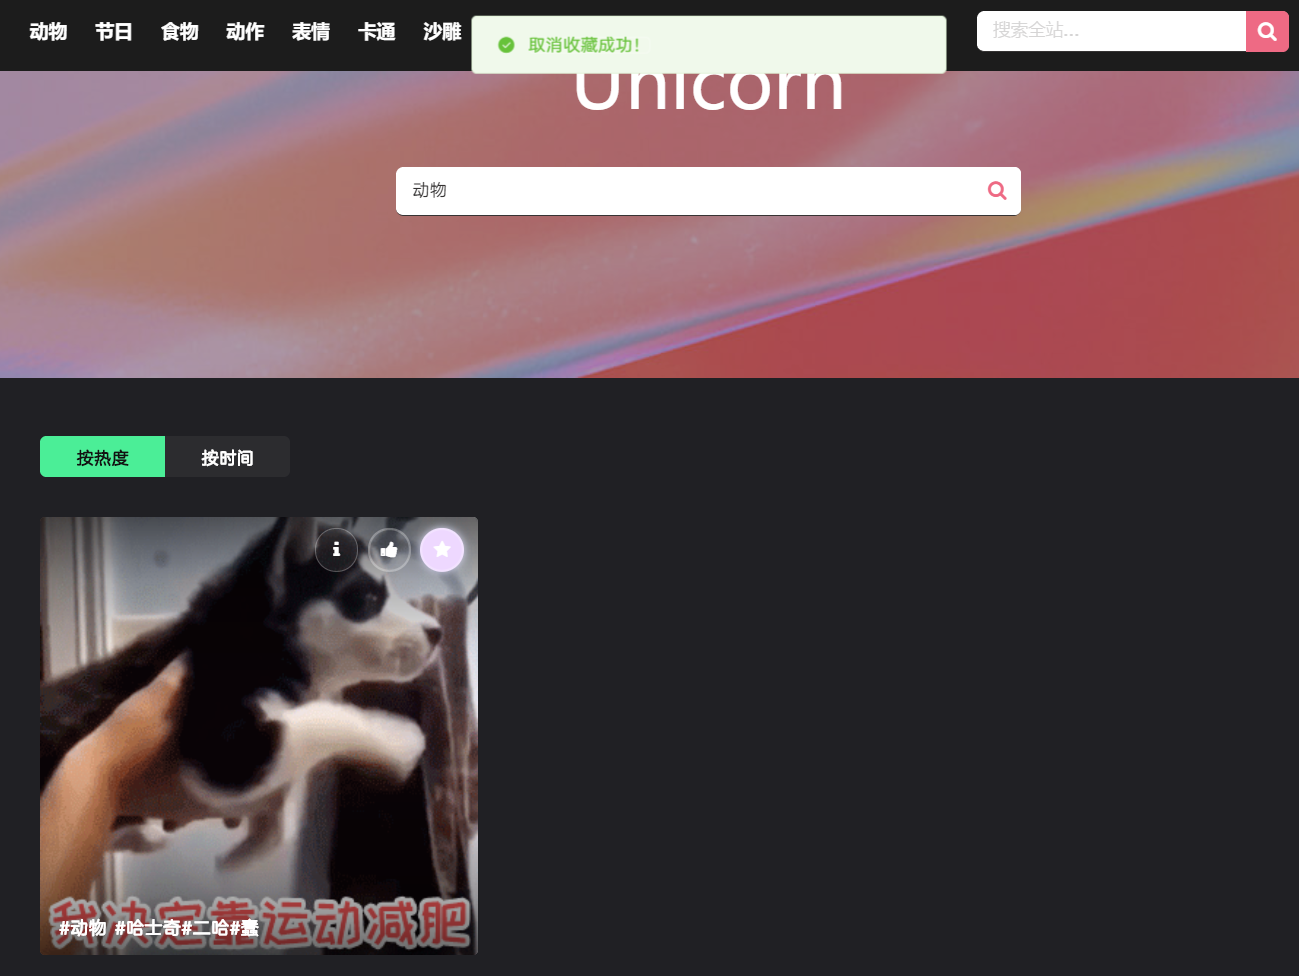 动物 节日 食物 动作 表情 卡通 沙雕
取消收藏成功！
搜索全站...
Unicorn
动物
按热度 按时间
我决定靠运动减肥
#动物 #哈士奇#二哈#蠢